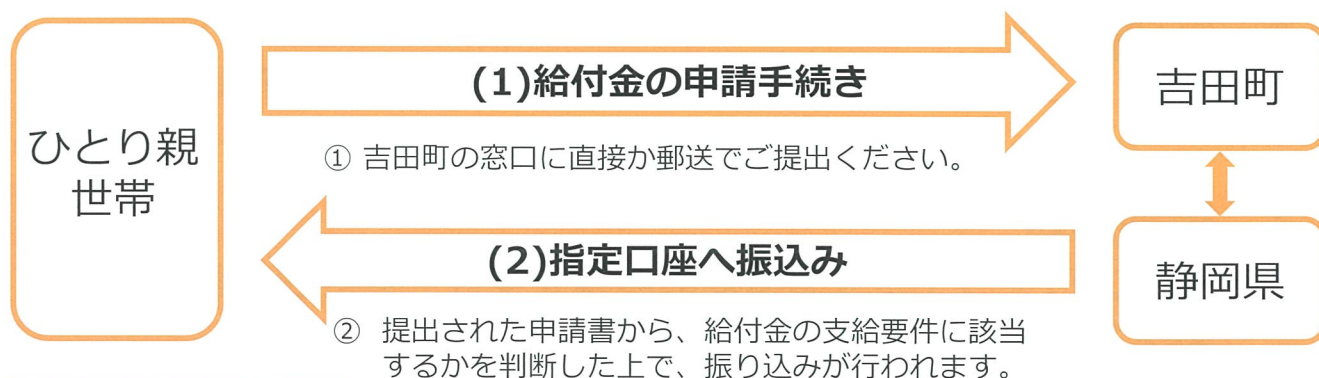 ひとり親
世帯
(1)給付金の申請手続き
① 吉田町の窓口に直接か郵送でご提出ください。
(2)指定口座へ振込み
② 提出された申請書から、給付金の支給要件に該当
するかを判断した上で、振り込みが行われます。
吉田町
静岡県